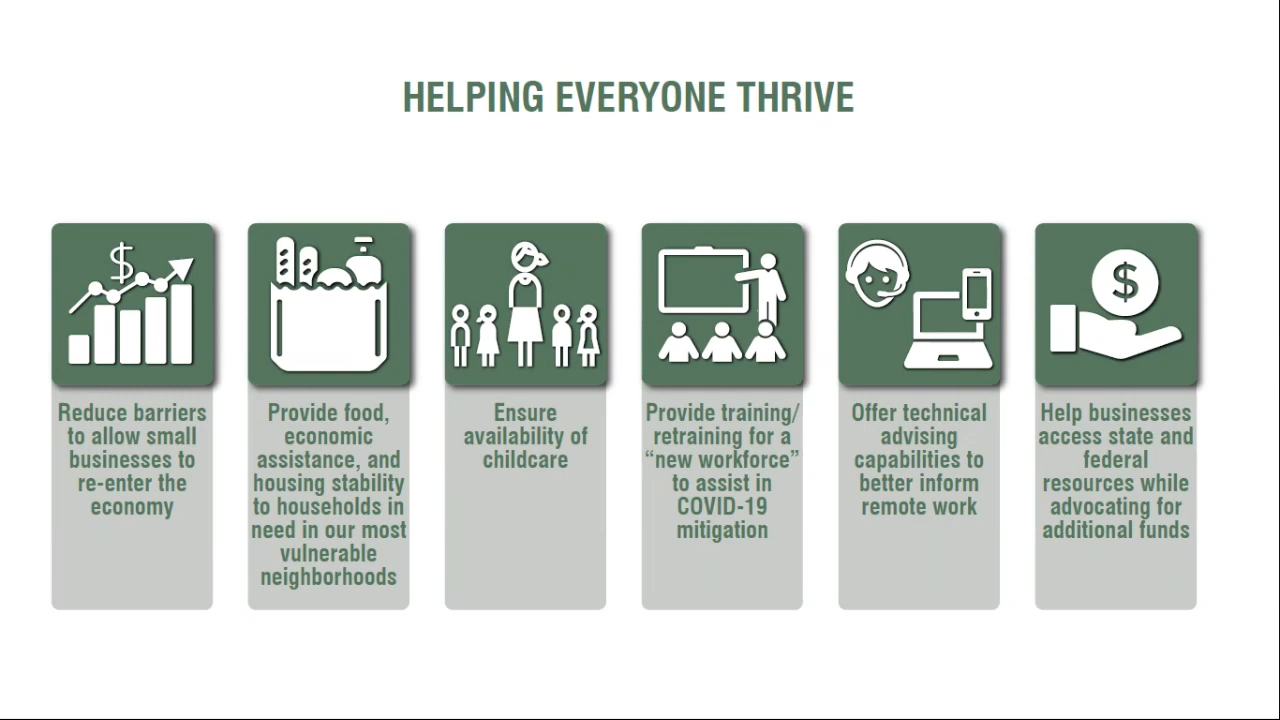 HELPING EVERYONE THRIVE
$
$
Reduce barriers
to allow small
businesses to
re-enter the
economy
Provide food,
economic
assistance, and
housing stability
to households in
need in our most
vulnerable
neighborhoods
Ensure
availability of
childcare
Provide training/
retraining for a
“new workforce”
to assist in
COVID-19
mitigation
Offer technical
advising
capabilities to
better inform
remote work
Help businesses
access state and
federal
resources while
advocating for
additional funds